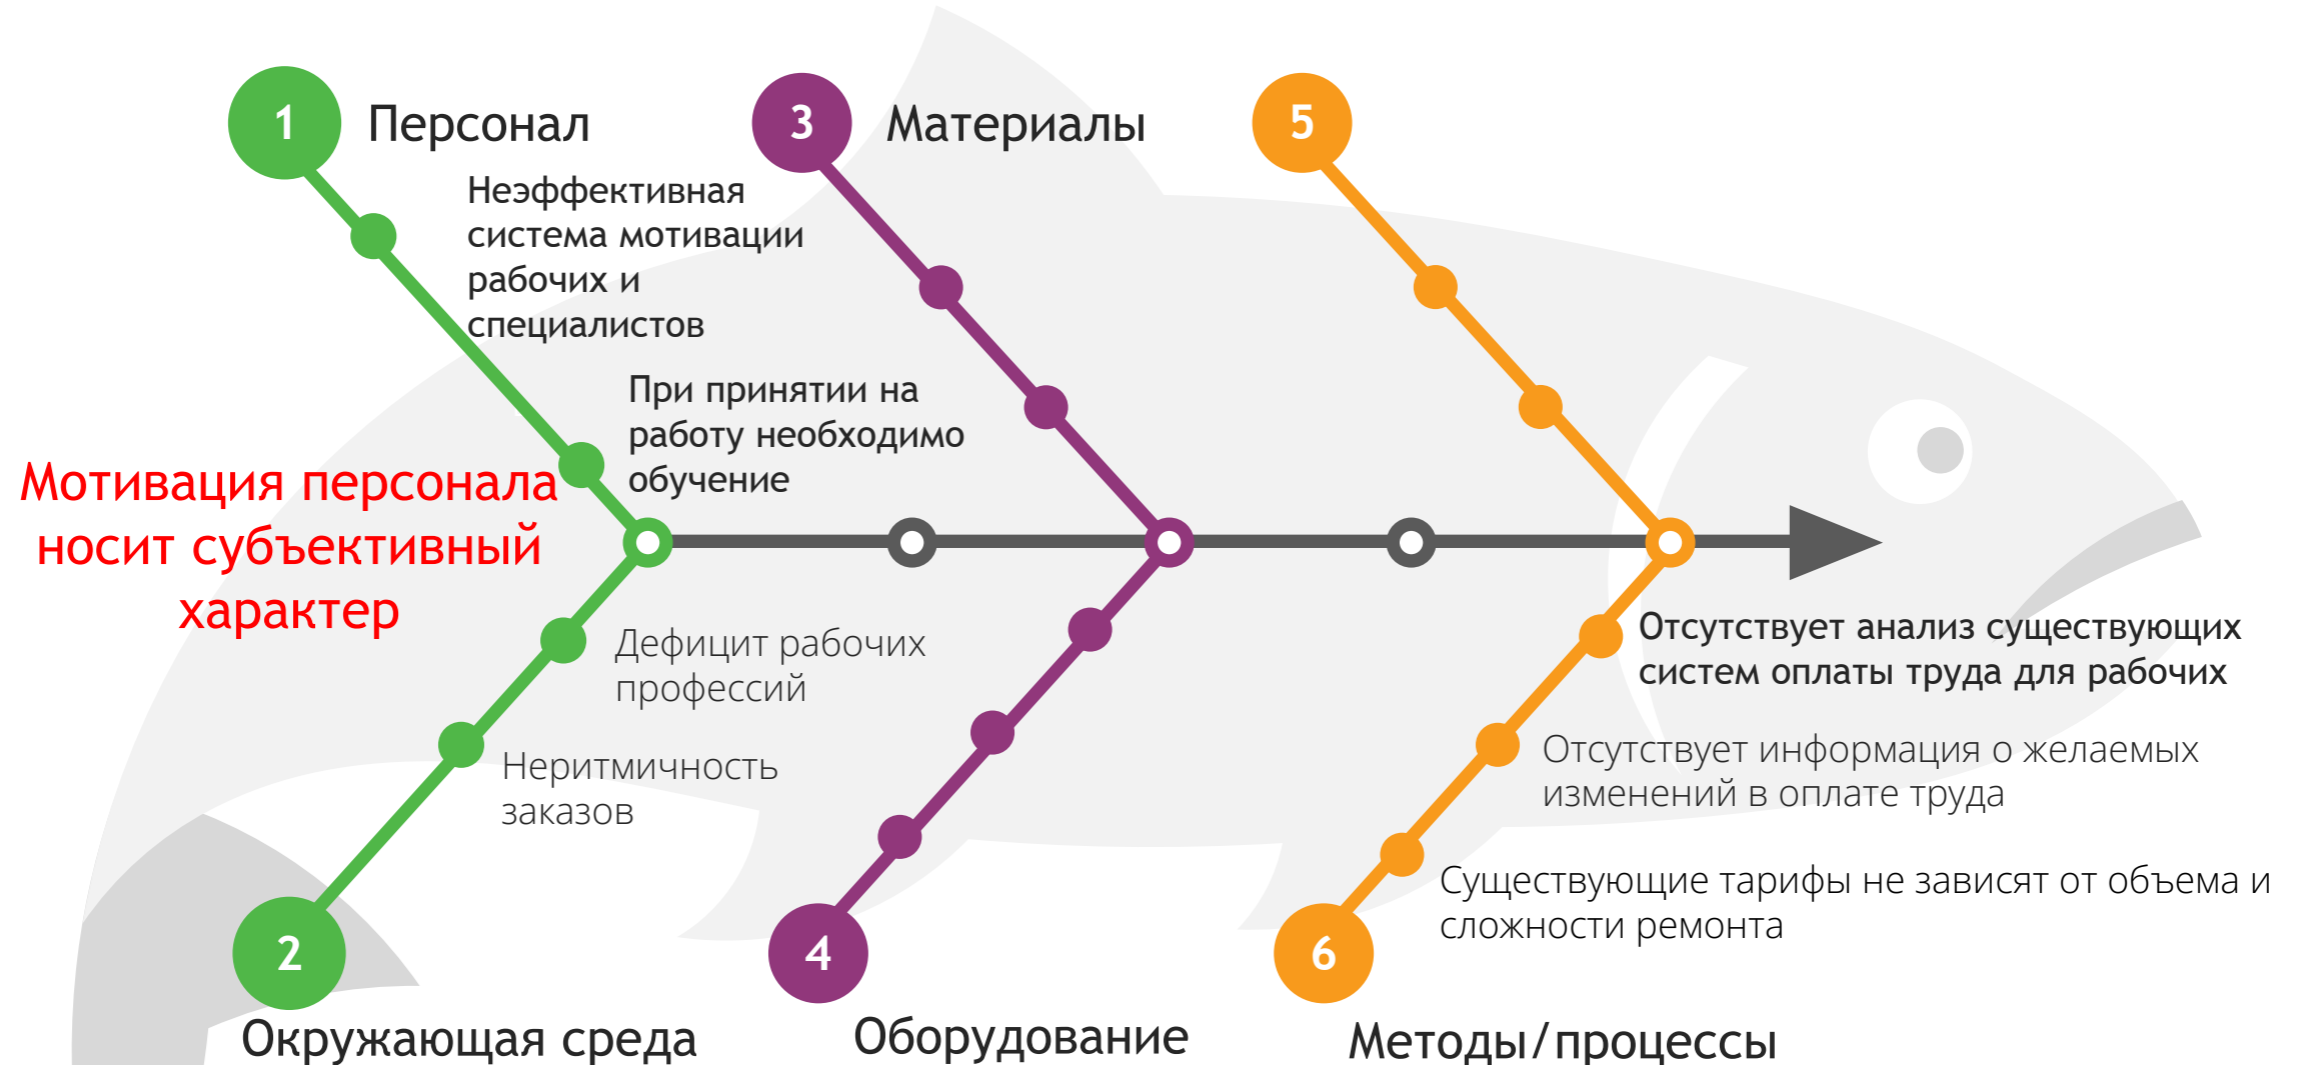 1
Персонал
Неэффективная
система мотивации
рабочих и
специалистов
При принятии на
работу необходимо
обучение
3
Материалы
5
Мотивация персонала
носит субъективный
характер
Дефицит рабочих
профессий
Неритмичность
заказов
2
Окружающая среда
4
Оборудование
Отсутствует анализ существующих
систем оплаты труда для рабочих
Отсутствует информация о желаемых
изменений в оплате труда
Существующие тарифы не зависят от объема и
сложности ремонта
6
Методы/процессы